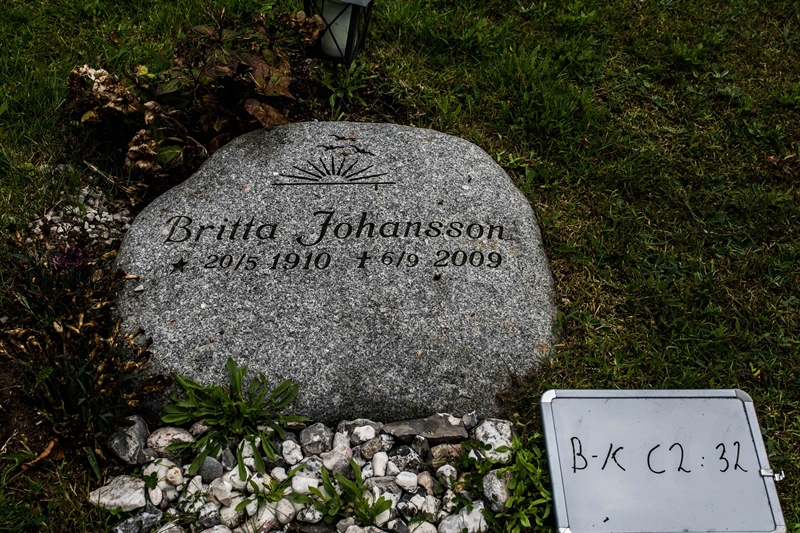 Britta Johansson
★ 20/5 1910 ✝ 6/9 2009
B-K C2:32